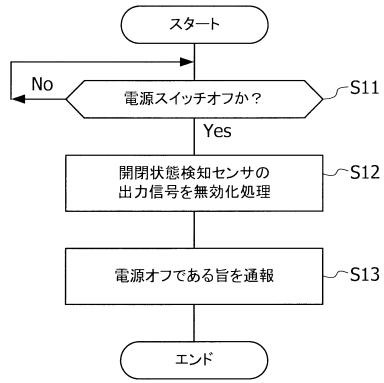 スタート
No
電源スイッチオフか？
S11
Yes
開閉状態検知センサの
出力信号を無効化処理
S12
電源オフである旨を通報
S13
エンド